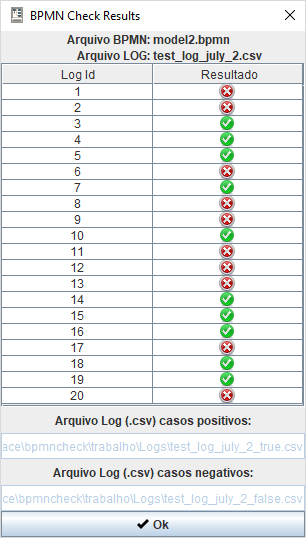 BPMN Check Results
Arquivo BPMN: model2.bpmn
Arquivo LOG: test_log_july_2.csv
Log Id Resultado
1
2
3
4
5
6
7
8
9
10
11
12
13
14
15
16
17
18
19
20
Arquivo Log (.csv) casos positivos:
ace\bpmncheck\trabalho\Logs\test_log_july_2_true.csv
Arquivo Log (.csv) casos negativos:
ce\bpmncheck\trabalho\Logs\test_log_july_2_false.csv
Ok